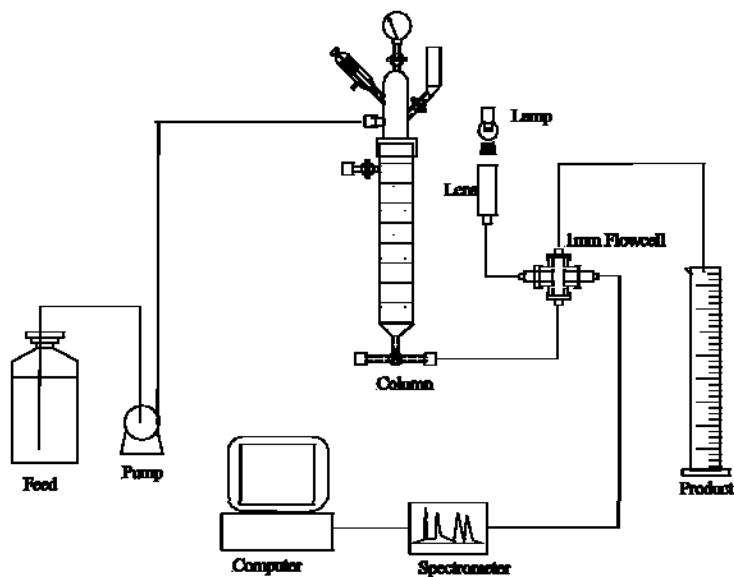 Lamp
Lens
1mm Flowcell
Column
Feed
Pump
Product
Computer
Spectrometer